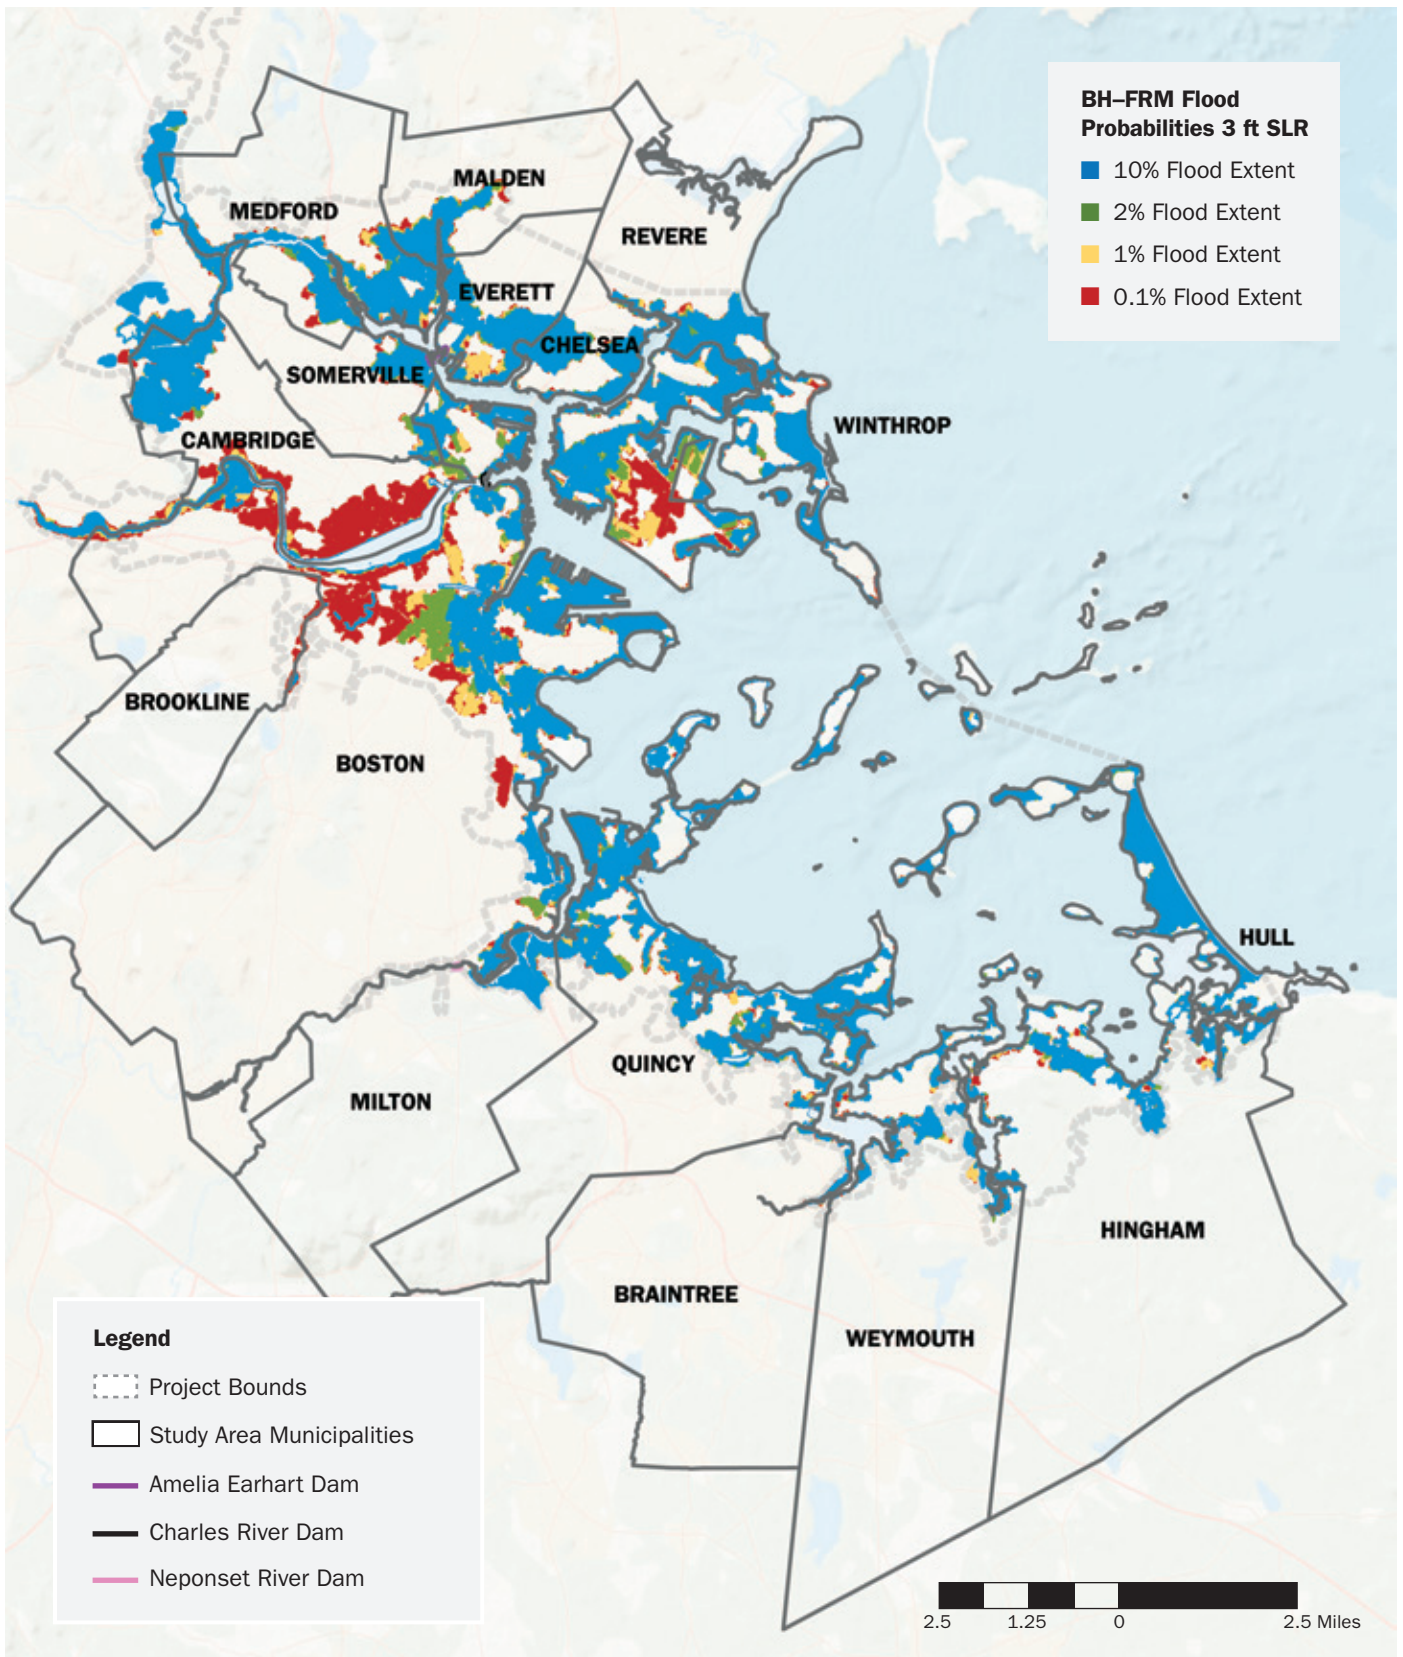 BH–FRM Flood
Probabilities 3 ft SLR
10% Flood Extent
2% Flood Extent
1% Flood Extent
0.1% Flood Extent
MALDEN
MEDFORD
REVERE
EVERETT
CHELSEA
SOMERVILLE
WINTHROP
CAMBRIDGE
BROOKLINE
BOSTON
HULL
QUINCY
MILTON
HINGHAM
BRAINTREE
WEYMOUTH
Legend
Project Bounds
Study Area Municipalities
Amelia Earhart Dam
Charles River Dam
Neponset River Dam
2.5 1.25 0 2.5 Miles